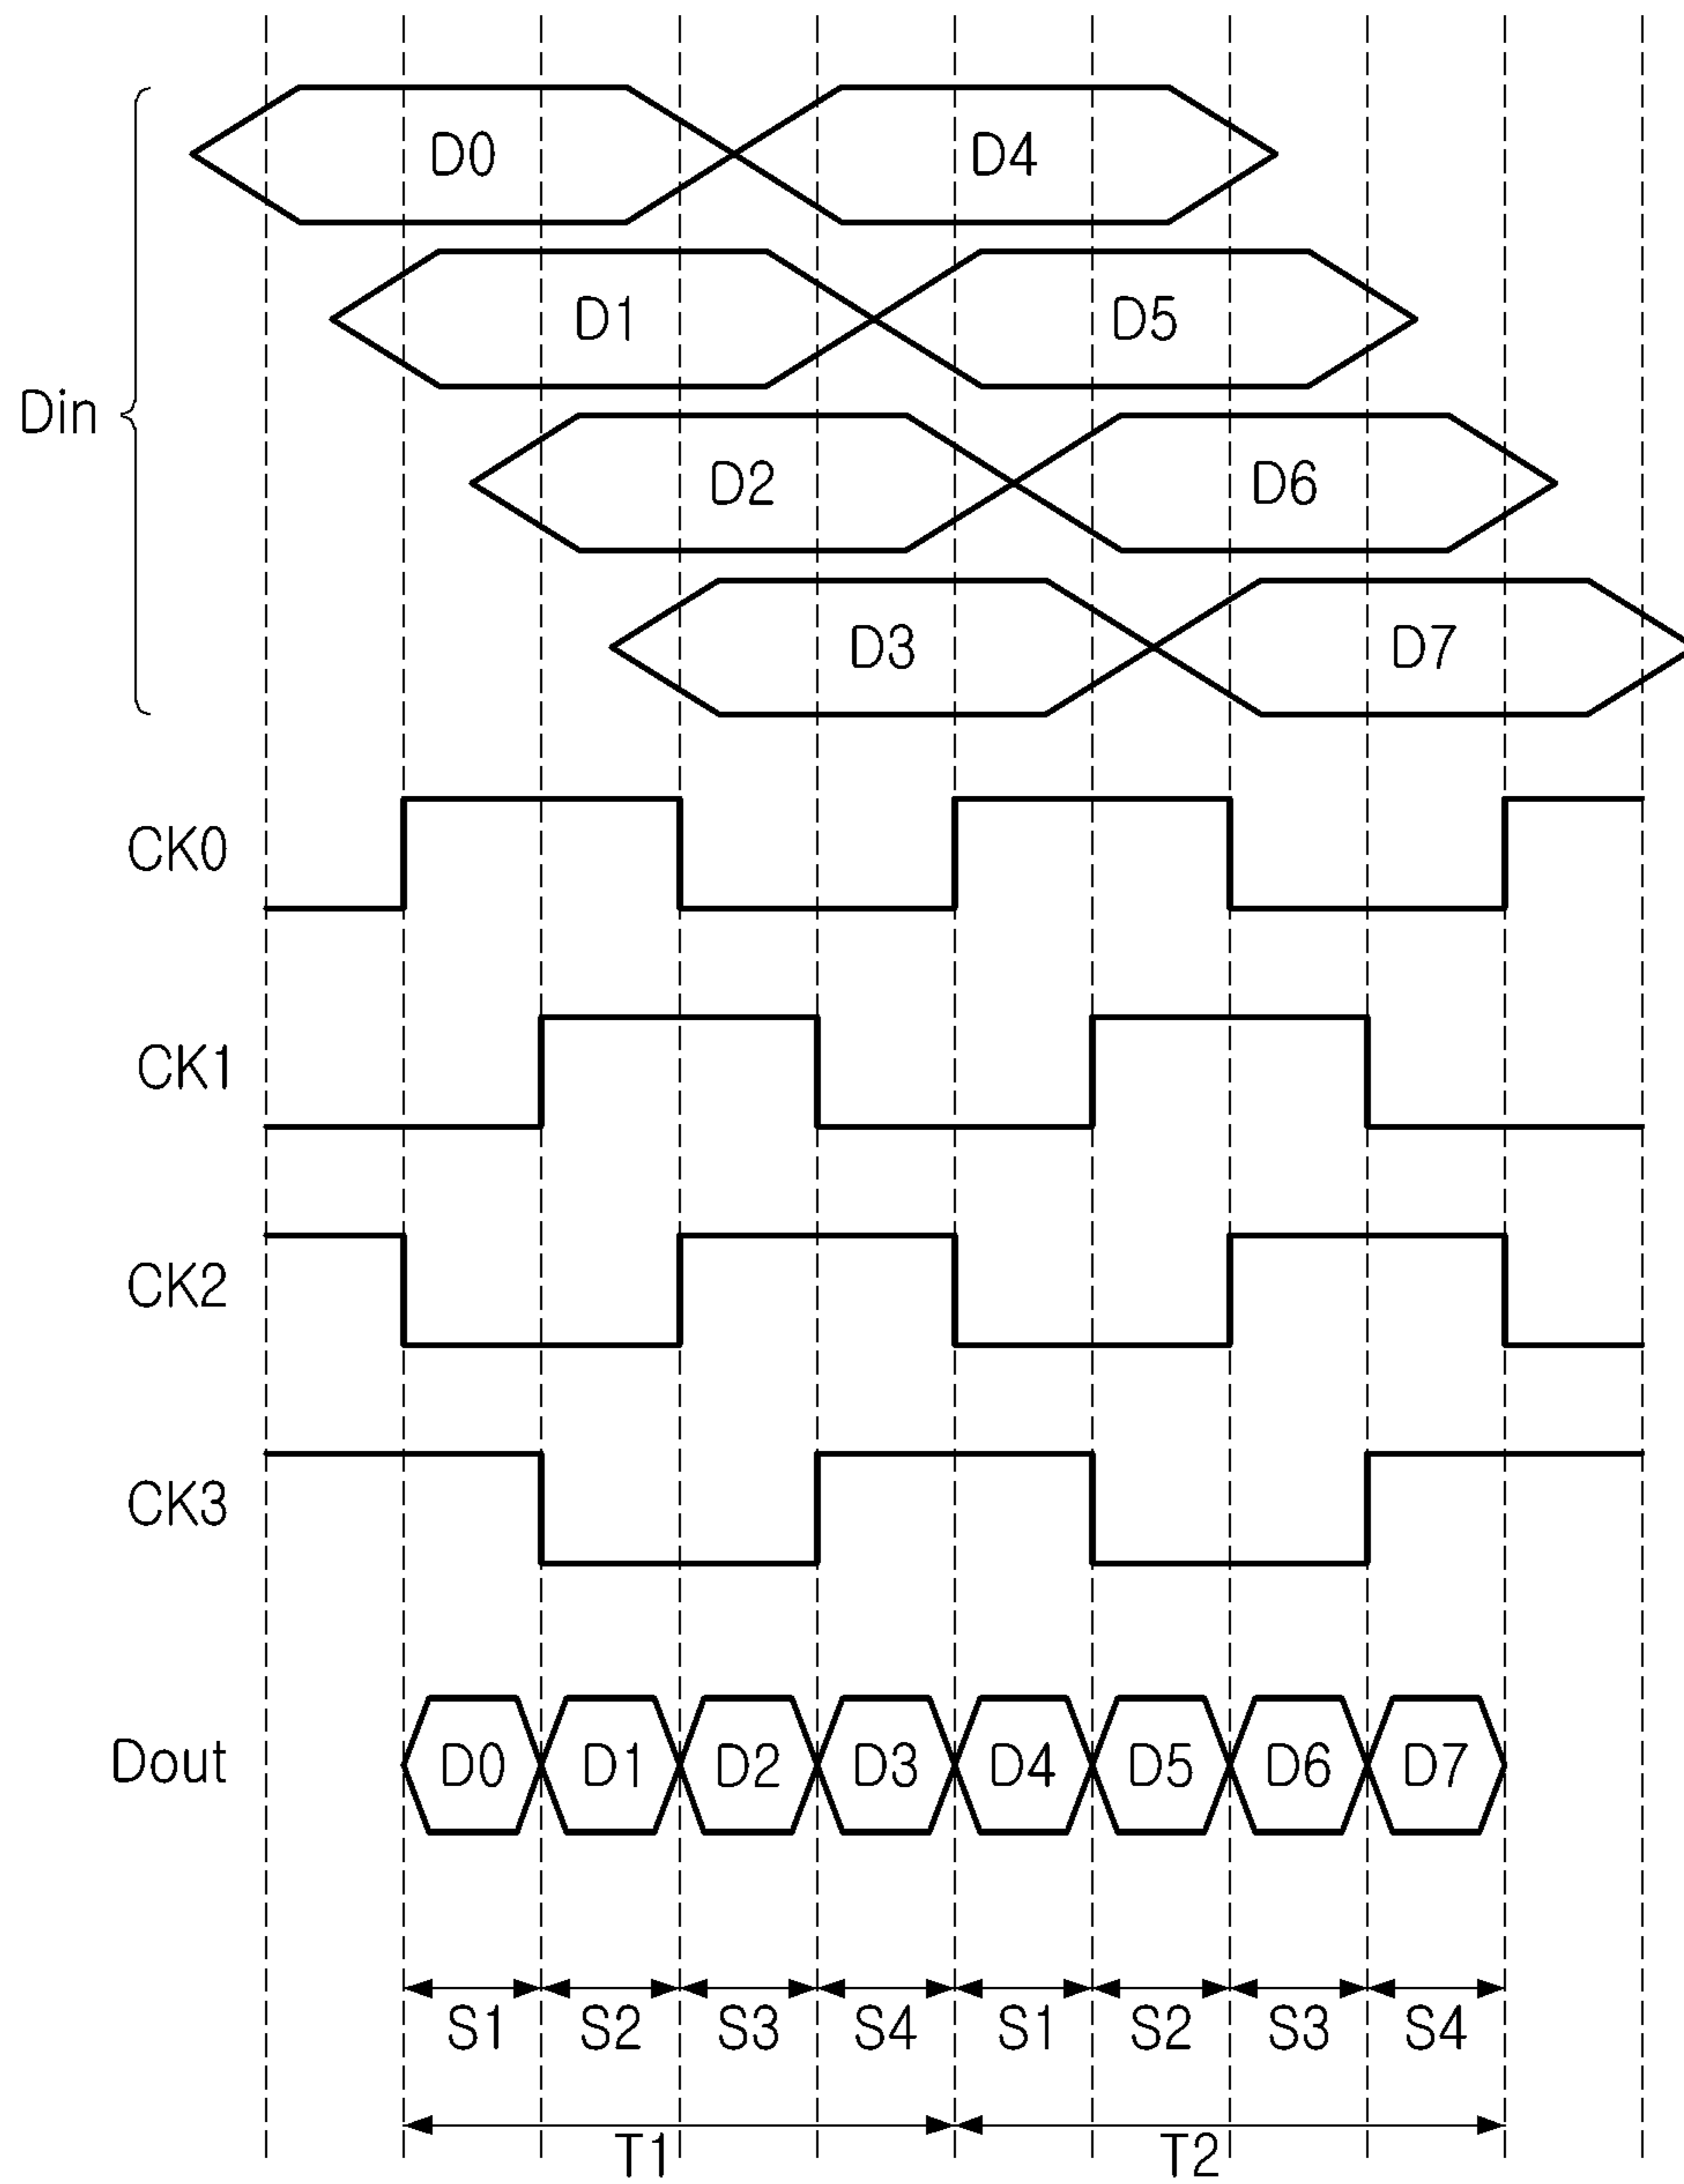 D0 D4
D1 D5
Din
D2 D6
D3 D7
CK0
CK1
CK2
CK3
Dout D0 D1 D2 D3 D4 D5 D6 D7
S1 S2 S3 S4 S1 S2 S3 S4
T1 T2